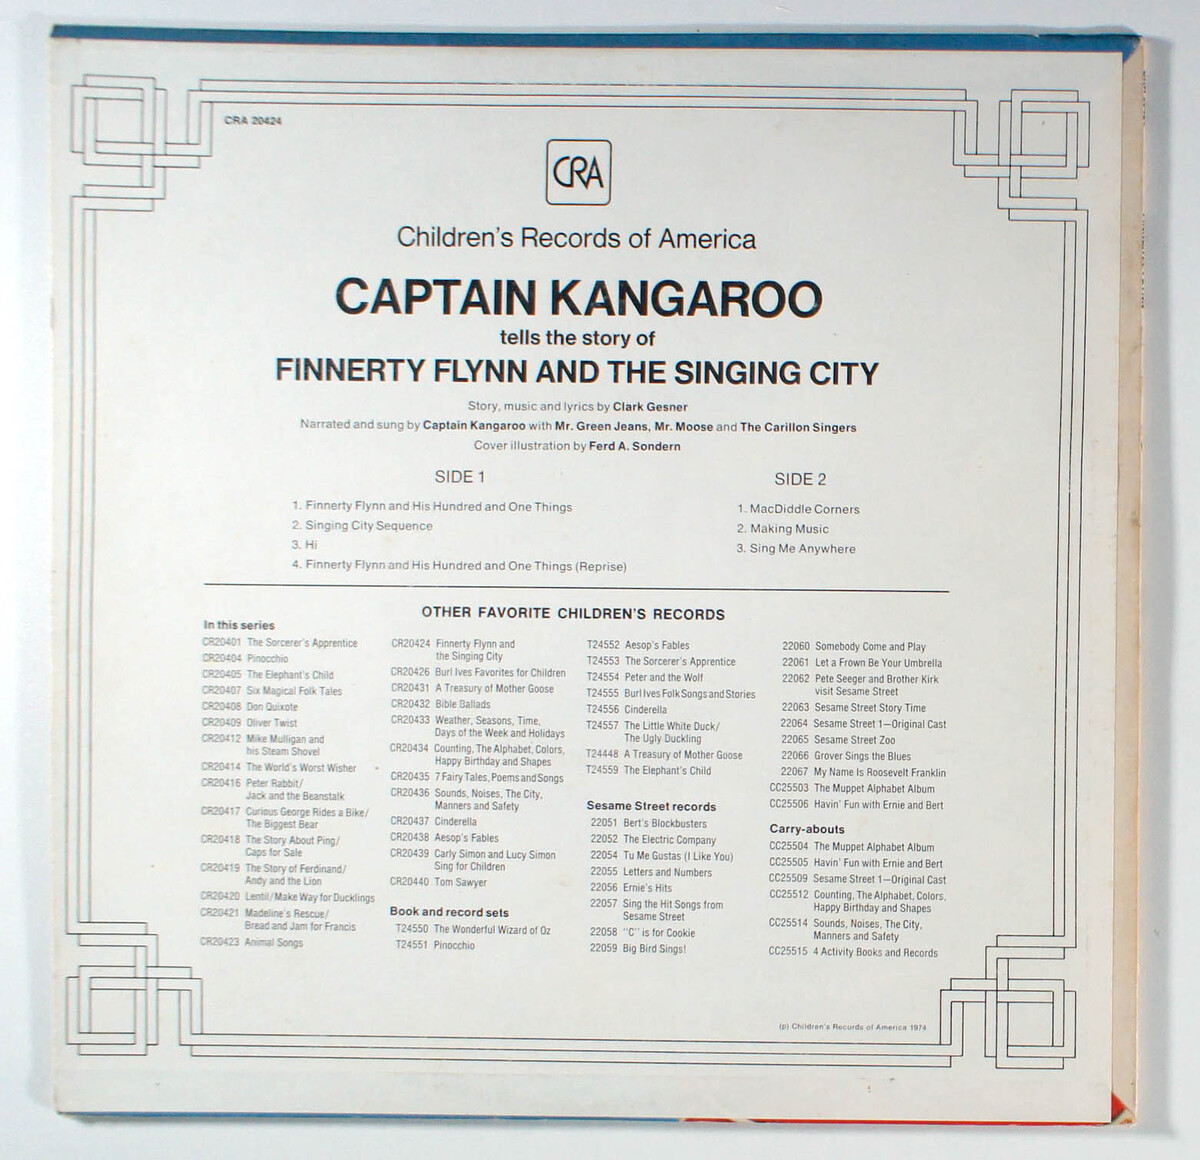 CRA 20424
CRA
Children's Records of America
CAPTAIN KANGAROO
tells the story of
FINNERTY FLYNN AND THE SINGING CITY
Story, music and lyrics by Clark Gesner
Narrated and sung by Captain Kangaroo with Mr. Green Jeans, Mr. Moose and The Carillon Singers
Cover illustration by Ferd A. Sondern
SIDE 1
1. Finnerty Flynn and His Hundred and One Things
2. Singing City Sequence
3. Hi
4. Finnerty Flynn and His Hundred and One Things (Reprise)
SIDE 2
1. MacDiddle Corners
2. Making Music
3. Sing Me Anywhere
OTHER FAVORITE CHILDREN'S RECORDS
In this series
CR20401 The Sorcerer's Apprentice
CR20404 Pinocchio
CR20405 The Elephant's Child
CR20407 Six Magical Folk Tales
CR20408 Don Quixote
CR20409 Oliver Twist
CR20412 Mike Mulligan and
his Steam Shovel
CR20414 The World's Worst Wisher
CR20416 Peter Rabbit/
Jack and the Beanstalk
CR20417 Curious George Rides a Bike/
The Biggest Bear
CR20418 The Story About Ping/
Caps for Sale
CR20419 The Story of Ferdinand/
Andy and the Lion
CR20420 Lentil/Make Way for Ducklings
CR20421 Madeline's Rescue/
Bread and Jam for Francis
CR20423 Animal Songs
CR20424 Finnerty Flynn and
the Singing City
CR20426 Burl Ives Favorites for Children
CR20431 A Treasury of Mother Goose
CR20432 Bible Ballads
CR20433 Weather, Seasons, Time,
Days of the Week and Holidays
CR20434 Counting, The Alphabet, Colors,
Happy Birthday and Shapes
CR20435 7 Fairy Tales, Poems and Songs
CR20436 Sounds, Noises, The City,
Manners and Safety
CR20437 Cinderella
CR20438 Aesop's Fables
CR20439 Carly Simon and Lucy Simon
Sing for Children
CR20440 Tom Sawyer
Book and record sets
T24550 The Wonderful Wizard of Oz
T24551 Pinocchio
T24552 Aesop's Fables
T24553 The Sorcerer's Apprentice
T24554 Peter and the Wolf
T24555 Burl Ives Folk Songs and Stories
T24556 Cinderella
T24557 The Little White Duck/
The Ugly Duckling
T24448 A Treasury of Mother Goose
T24559 The Elephant's Child
Sesame Street records
22051 Bert's Blockbusters
22052 The Electric Company
22054 Tu Me Gustas (I Like You)
22055 Letters and Numbers
22056 Ernie's Hits
22057 Sing the Hit Songs from
Sesame Street
22058 "C" is for Cookie
22059 Big Bird Sings!
22060 Somebody Come and Play
22061 Let a Frown Be Your Umbrella
22062 Pete Seeger and Brother Kirk
visit Sesame Street
22063 Sesame Street Story Time
22064 Sesame Street 1—Original Cast
22065 Sesame Street Zoo
22066 Grover Sings the Blues
22067 My Name Is Roosevelt Franklin
CC25503 The Muppet Alphabet Album
CC25506 Havin' Fun with Ernie and Bert
Carry-abouts
CC25504 The Muppet Alphabet Album
CC25505 Havin' Fun with Ernie and Bert
CC25509 Sesame Street 1—Original Cast
CC25512 Counting, The Alphabet, Colors,
Happy Birthday and Shapes
CC25514 Sounds, Noises, The City,
Manners and Safety
CC25515 4 Activity Books and Records
(p) Children's Records of America 1974